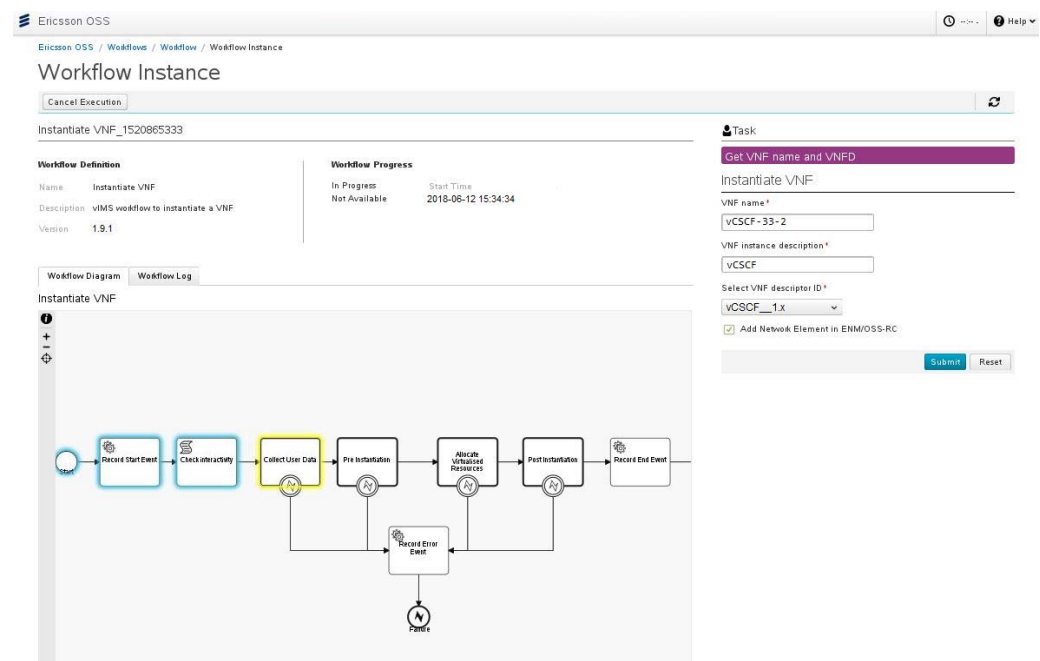 Ericsson OSS
--:-- .
Help
Ericsson OSS / Workflows / Workflow / Workflow Instance
Workflow Instance
Cancel Execution
Instantiate VNF_1520865333
Workflow Definition
Name Instantiate VNF
Description vIMS workflow to instantiate a VNF
Version 1.9.1
Workflow Progress
In Progress Start Time
Not Available 2018-06-12 15:34:34
Task
Get VNF name and VNFD
Instantiate VNF
VNF name*
vCSCF-33-2
VNF instance description*
vCSCF
Select VNF descriptor ID*
vCSCF__1.x
Add Network Element in ENM/OSS-RC
Submit Reset
Workflow Diagram Workflow Log
Instantiate VNF
Start
Record Start Event
Check interactivity
Collect User Data
Pre Instantiation
Allocate
Virtualised
Resources
Post Instantiation
Record End Event
Record Error
Event
Failure